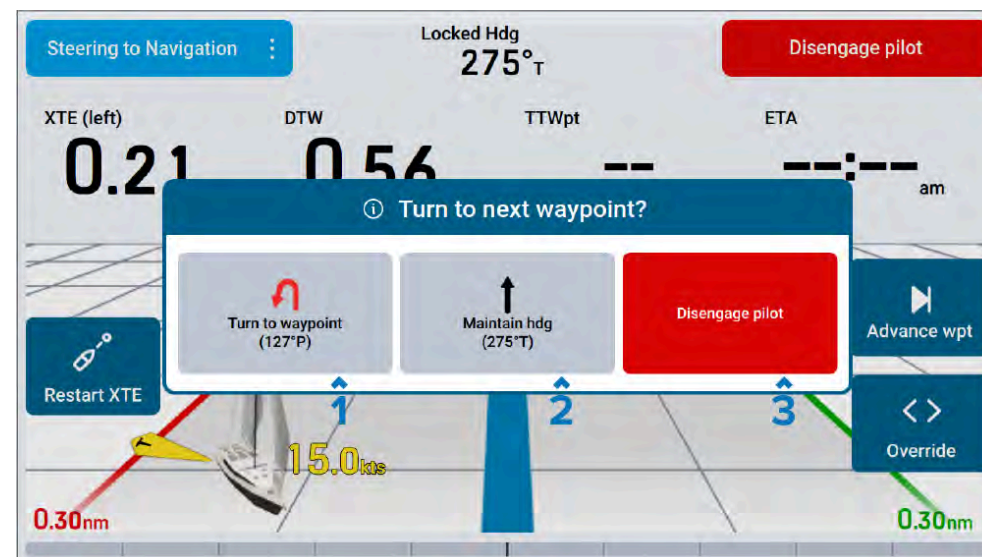 Steering to Navigation
Locked Hdg
275°T
Disengage pilot
XTE (left)
DTW
TTWpt
ETA
0.21
0.56
--
--:--
am
Turn to next waypoint?
Turn to waypoint
(127°P)
Maintain hdg
(275°T)
Disengage pilot
Advance wpt
Restart XTE
1
2
3
T
15.0kts
<>
Override
0.30nm
0.30nm